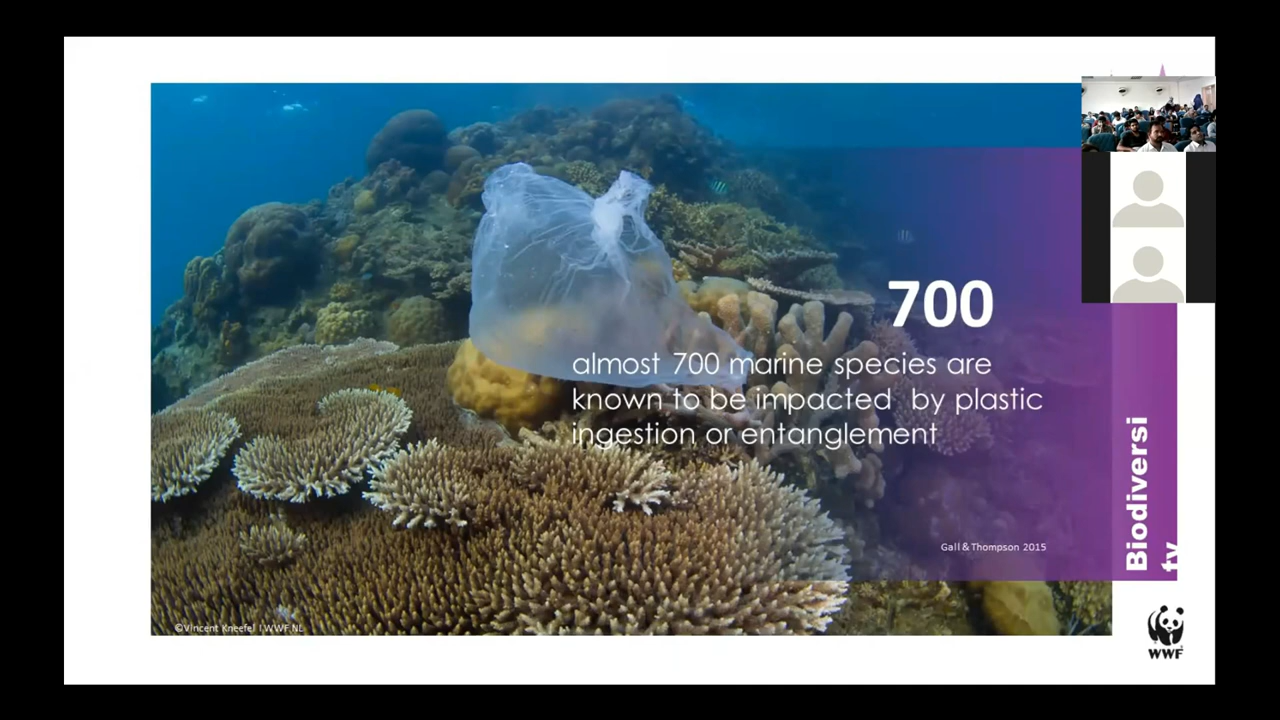 700
almost 700 marine species are
known to be impacted by plastic
ingestion or entanglement
Gall & Thompson 2015
Biodiversi
ty
©Vincent Kneefel | WWF.NL
WWF